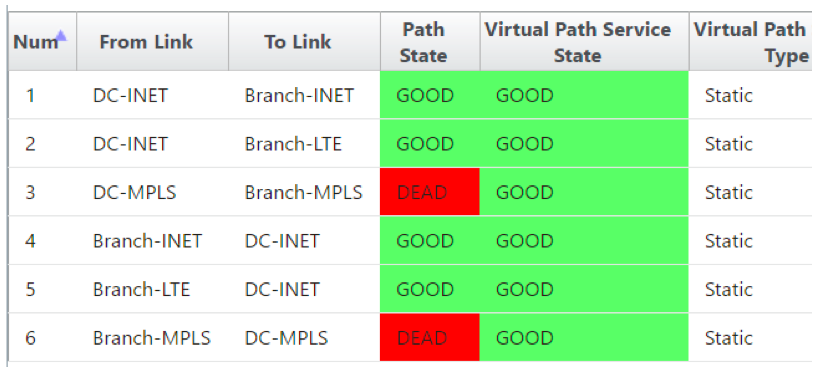 Num From Link To Link Path State Virtual Path Service State Virtual Path Type
1 DC-INET Branch-INET GOOD GOOD Static
2 DC-INET Branch-LTE GOOD GOOD Static
3 DC-MPLS Branch-MPLS DEAD GOOD Static
4 Branch-INET DC-INET GOOD GOOD Static
5 Branch-LTE DC-INET GOOD GOOD Static
6 Branch-MPLS DC-MPLS DEAD GOOD Static